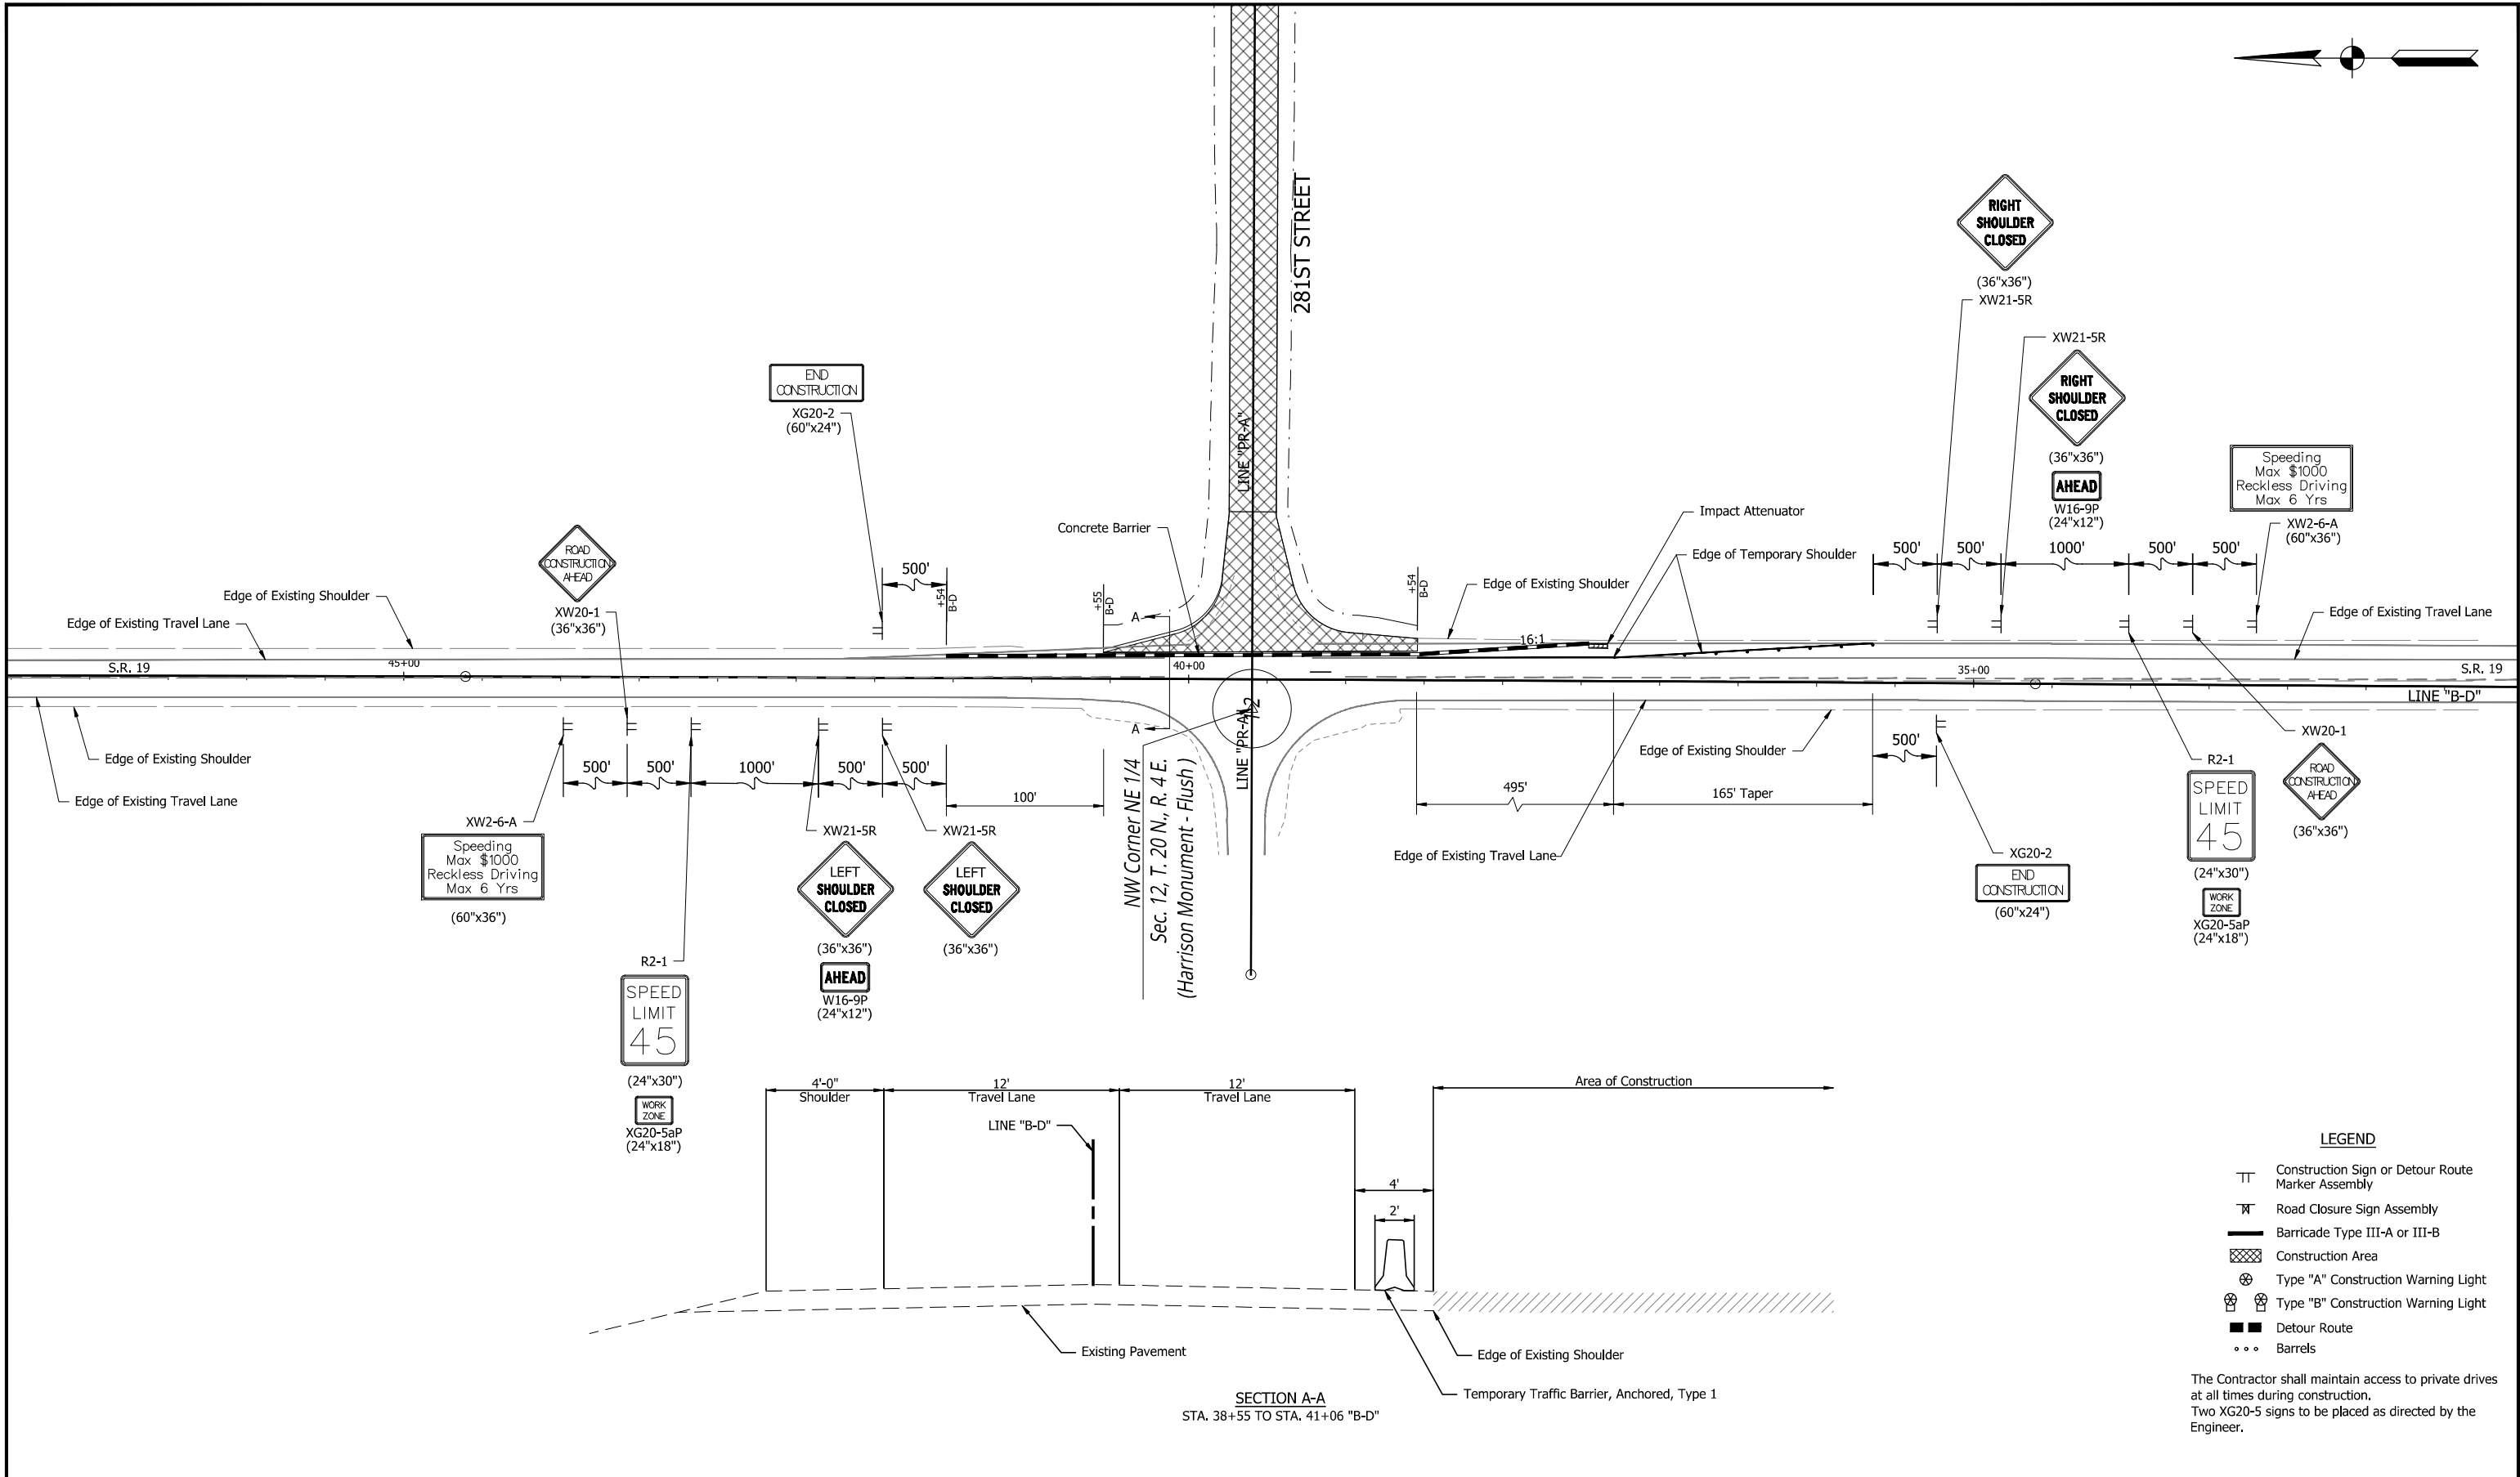 281ST STREET
LINE "PR-A"
RIGHT
SHOULDER
CLOSED
(36"x36")
XW21-5R
XW21-5R
RIGHT
SHOULDER
CLOSED
(36"x36")
AHEAD
W16-9P
(24"x12")
Speeding
Max $1000
Reckless Driving
Max 6 Yrs
XW2-6-A
(60"x36")
END
CONSTRUCTION
XG20-2
(60"x24")
Concrete Barrier
Impact Attenuator
Edge of Temporary Shoulder
Edge of Existing Shoulder
500'
500'
1000'
500'
500'
Edge of Existing Travel Lane
ROAD
CONSTRUCTION
AHEAD
XW20-1
(36"x36")
500'
+54
B-D
+55
B-D
+54
B-D
Edge of Existing Shoulder
Edge of Existing Travel Lane
A
16:1
S.R. 19
45+00
40+00
35+00
S.R. 19
LINE "B-D"
A
LINE "PR-A"
NW Corner NE 1/4
Sec. 12, T. 20 N., R. 4 E.
(Harrison Monument - Flush )
Edge of Existing Shoulder
Edge of Existing Travel Lane
500'
500'
1000'
500'
500'
100'
495'
165' Taper
Edge of Existing Shoulder
500'
Edge of Existing Travel Lane
XW2-6-A
Speeding
Max $1000
Reckless Driving
Max 6 Yrs
(60"x36")
R2-1
SPEED
LIMIT
45
(24"x30")
WORK
ZONE
XG20-5aP
(24"x18")
XW21-5R
LEFT
SHOULDER
CLOSED
(36"x36")
AHEAD
W16-9P
(24"x12")
XW21-5R
LEFT
SHOULDER
CLOSED
(36"x36")
XG20-2
END
CONSTRUCTION
(60"x24")
R2-1
SPEED
LIMIT
45
(24"x30")
WORK
ZONE
XG20-5aP
(24"x18")
XW20-1
ROAD
CONSTRUCTION
AHEAD
(36"x36")
4'-0"
Shoulder
12'
Travel Lane
12'
Travel Lane
Area of Construction
LINE "B-D"
4'
2'
Existing Pavement
Edge of Existing Shoulder
Temporary Traffic Barrier, Anchored, Type 1
SECTION A-A
STA. 38+55 TO STA. 41+06 "B-D"
LEGEND
Construction Sign or Detour Route
Marker Assembly
Road Closure Sign Assembly
Barricade Type III-A or III-B
Construction Area
Type "A" Construction Warning Light
Type "B" Construction Warning Light
Detour Route
Barrels
The Contractor shall maintain access to private drives
at all times during construction.
Two XG20-5 signs to be placed as directed by the
Engineer.